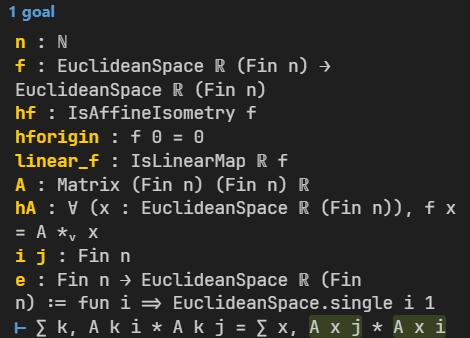 1 goal
n : ℕ
f : EuclideanSpace ℝ (Fin n) →
EuclideanSpace ℝ (Fin n)
hf : IsAffineIsometry f
hforigin : f 0 = 0
linear_f : IsLinearMap ℝ f
A : Matrix (Fin n) (Fin n) ℝ
hA : ∀ (x : EuclideanSpace ℝ (Fin n)), f x
= A *ᵥ x
i j : Fin n
e : Fin n → EuclideanSpace ℝ (Fin
n) := fun i ⇒ EuclideanSpace.single i 1
⊢ ∑ k, A k i * A k j = ∑ x, A x j * A x i